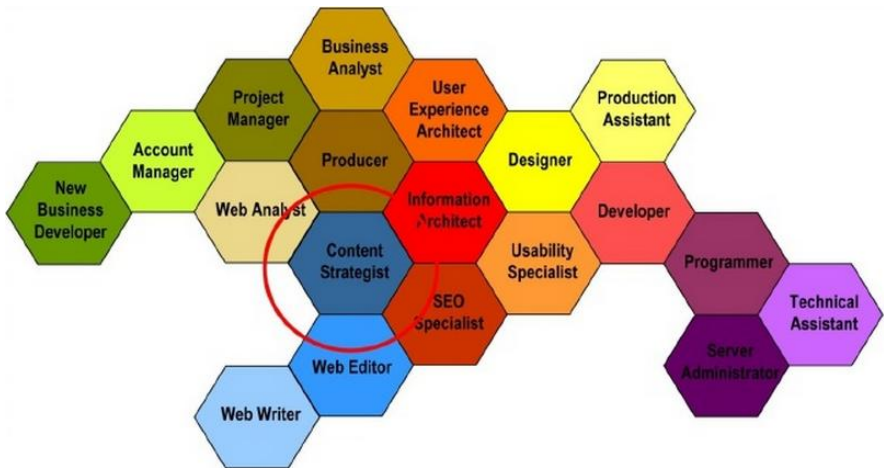 Business
Analyst
Project
Manager
User
Experience
Architect
Production
Assistant
Account
Manager
Producer
Designer
New
Business
Developer
Web Analyst
Information
Architect
Developer
Content
Strategist
Usability
Specialist
Programmer
SEO
Specialist
Technical
Assistant
Web Editor
Server
Administrator
Web Writer